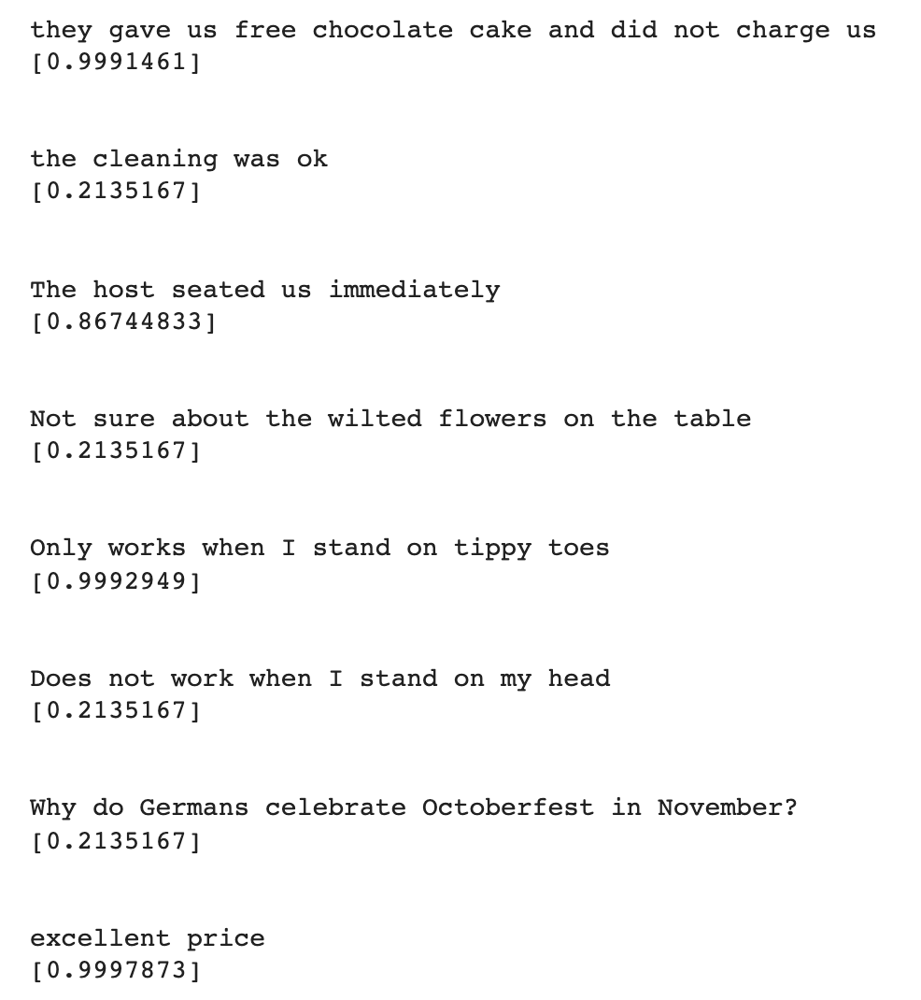 they gave us free chocolate cake and did not charge us
[0.9991461]
the cleaning was ok
[0.2135167]
The host seated us immediately
[0.86744833]
Not sure about the wilted flowers on the table
[0.2135167]
Only works when I stand on tippy toes
[0.9992949]
Does not work when I stand on my head
[0.2135167]
Why do Germans celebrate Octoberfest in November?
[0.2135167]
excellent price
[0.9997873]